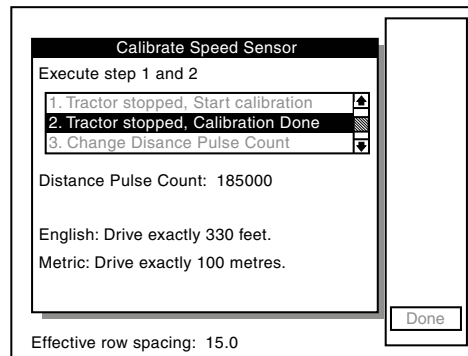 Calibrate Speed Sensor
Execute step 1 and 2
1. Tractor stopped, Start calibration
2. Tractor stopped, Calibration Done
3. Change Disance Pulse Count
Distance Pulse Count: 185000
English: Drive exactly 330 feet.
Metric: Drive exactly 100 metres.
Done
Effective row spacing: 15.0